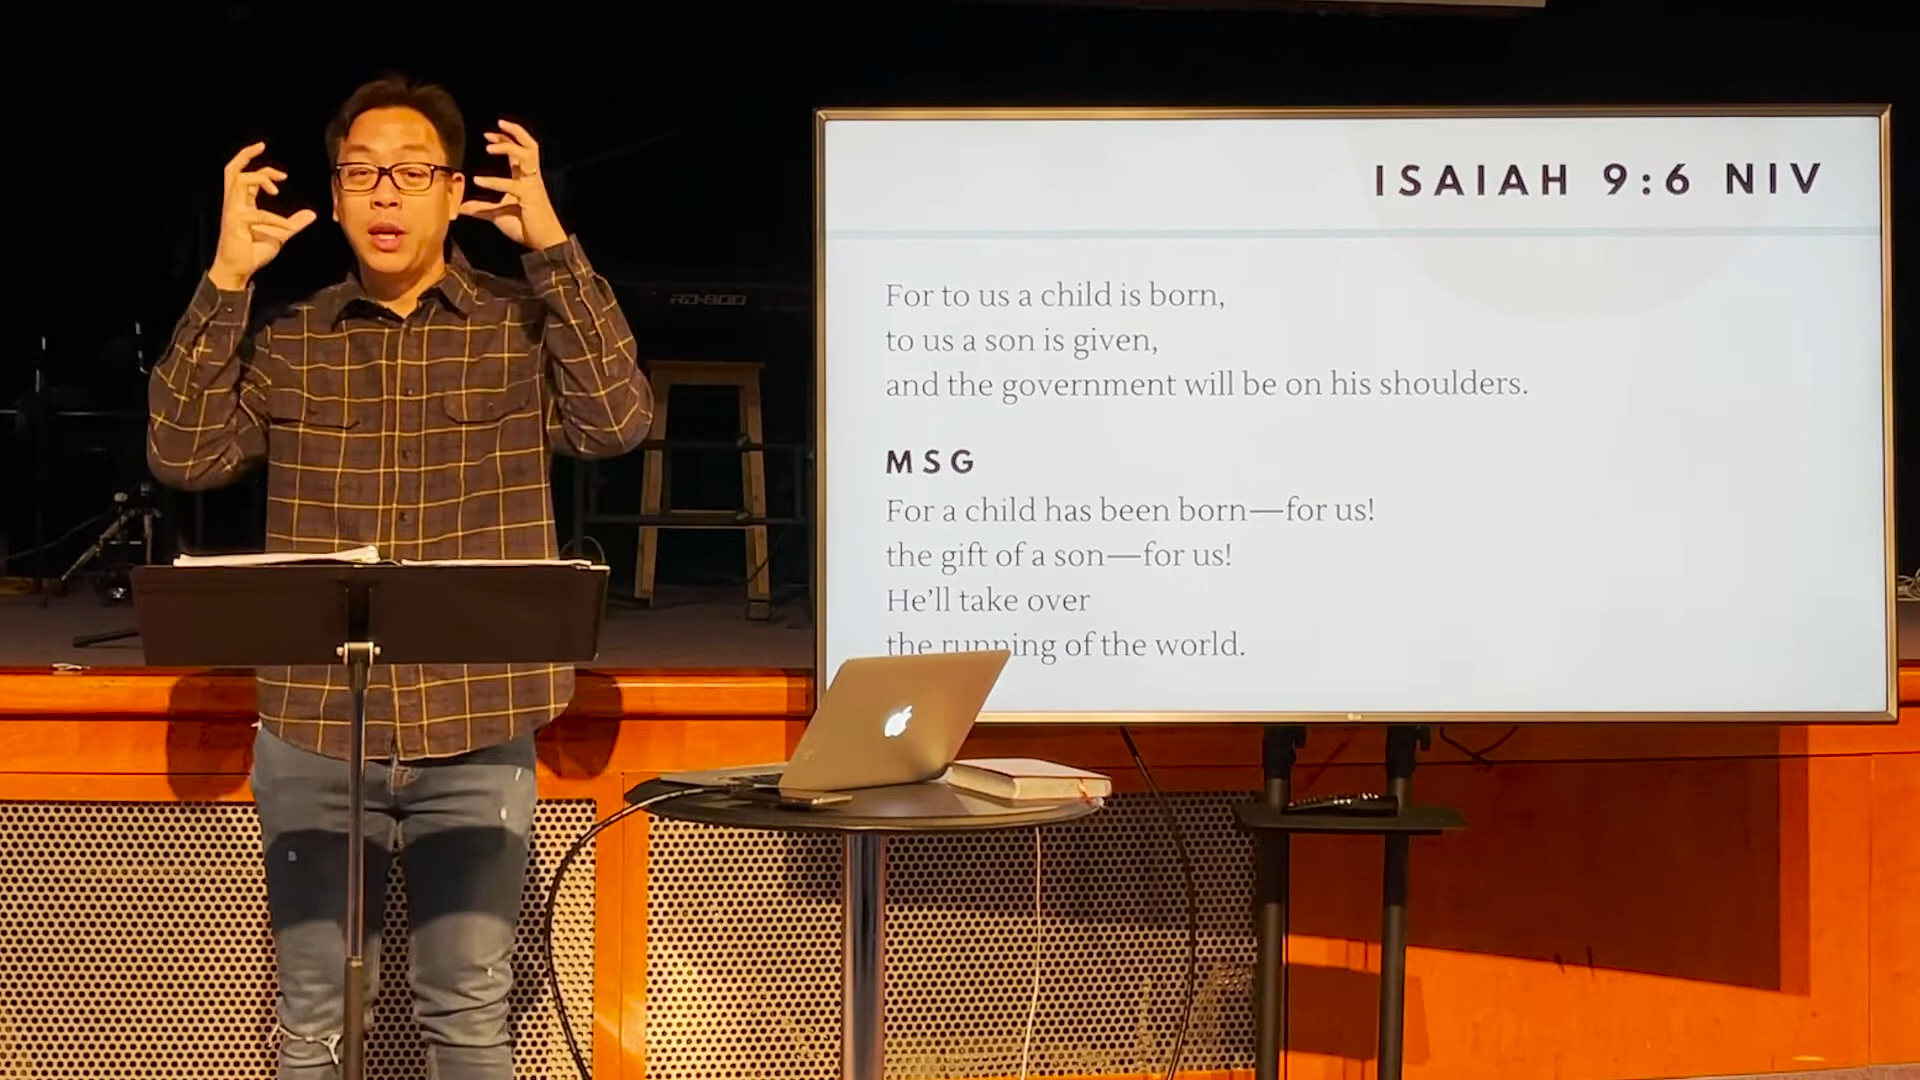 ISAIAH 9:6 NIV
For to us a child is born,
to us a son is given,
and the government will be on his shoulders.
MSG
For a child has been born—for us!
the gift of a son—for us!
He’ll take over
the running of the world.
RD-800